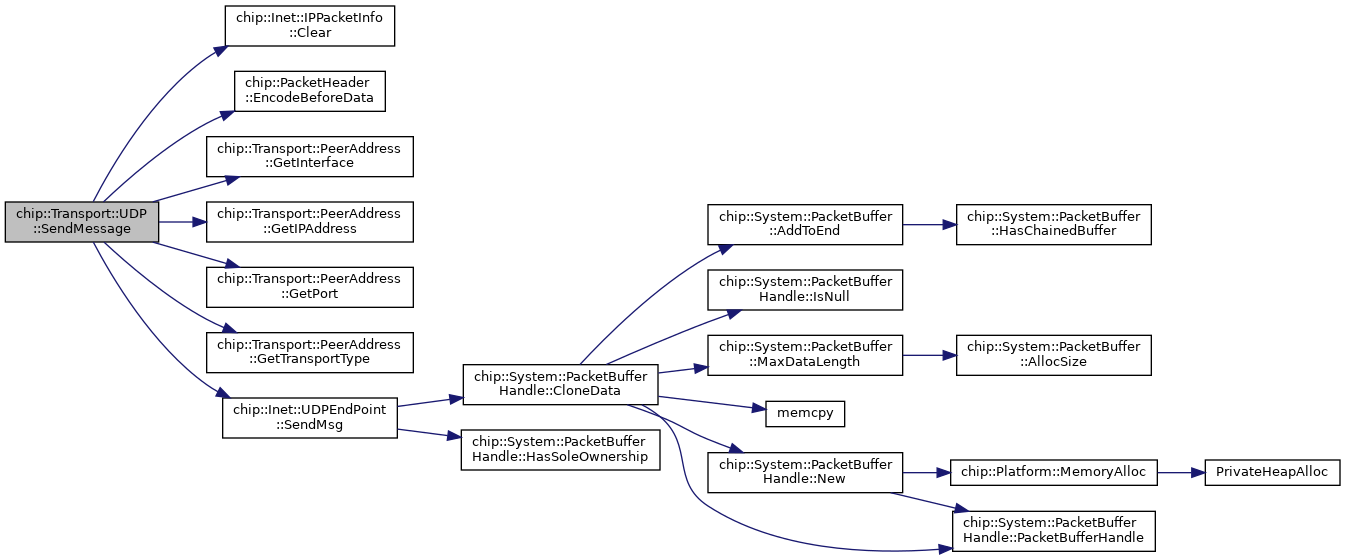 chip::Transport::UDP
::SendMessage
chip::Inet::IPPacketInfo
::Clear
chip::PacketHeader
::EncodeBeforeData
chip::Transport::PeerAddress
::GetInterface
chip::Transport::PeerAddress
::GetIPAddress
chip::Transport::PeerAddress
::GetPort
chip::Transport::PeerAddress
::GetTransportType
chip::Inet::UDPEndPoint
::SendMsg
chip::System::PacketBuffer
Handle::CloneData
chip::System::PacketBuffer
Handle::HasSoleOwnership
chip::System::PacketBuffer
::AddToEnd
chip::System::PacketBuffer
Handle::IsNull
chip::System::PacketBuffer
::MaxDataLength
memcpy
chip::System::PacketBuffer
Handle::New
chip::System::PacketBuffer
::HasChainedBuffer
chip::System::PacketBuffer
::AllocSize
chip::Platform::MemoryAlloc
chip::System::PacketBuffer
Handle::PacketBufferHandle
PrivateHeapAlloc